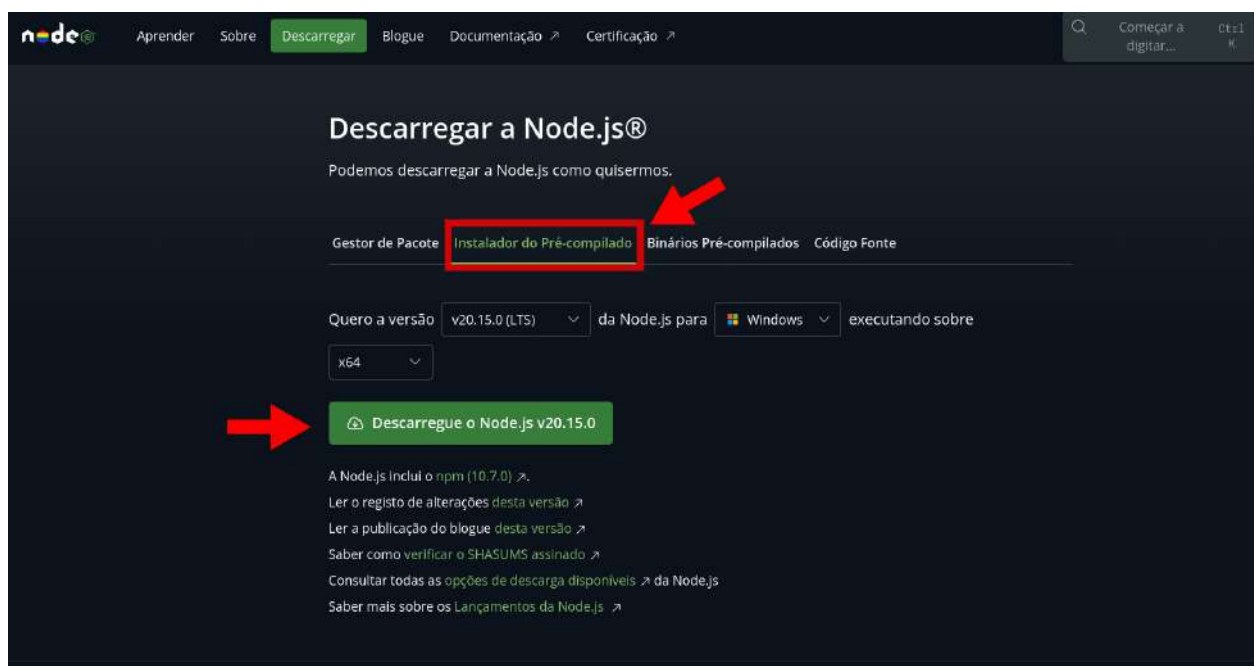 node
Aprender Sobre Descarregar Blogue Documentação ↗ Certificação ↗ Começar a digitar... Ctrl K
Descarregar a Node.js®
Podemos descarregar a Node.js como quisermos.
Gestor de Pacote Instalador do Pré-compilado Binários Pré-compilados Código Fonte
Quero a versão v20.15.0 (LTS) da Node.js para Windows executando sobre
x64
Descarregue o Node.js v20.15.0
A Node.js inclui o npm (10.7.0) ↗.
Ler o registo de alterações desta versão ↗
Ler a publicação do blogue desta versão ↗
Saber como verificar o SHASUMS assinado ↗
Consultar todas as opções de descarga disponíveis ↗ da Node.js
Saber mais sobre os Lançamentos da Node.js ↗